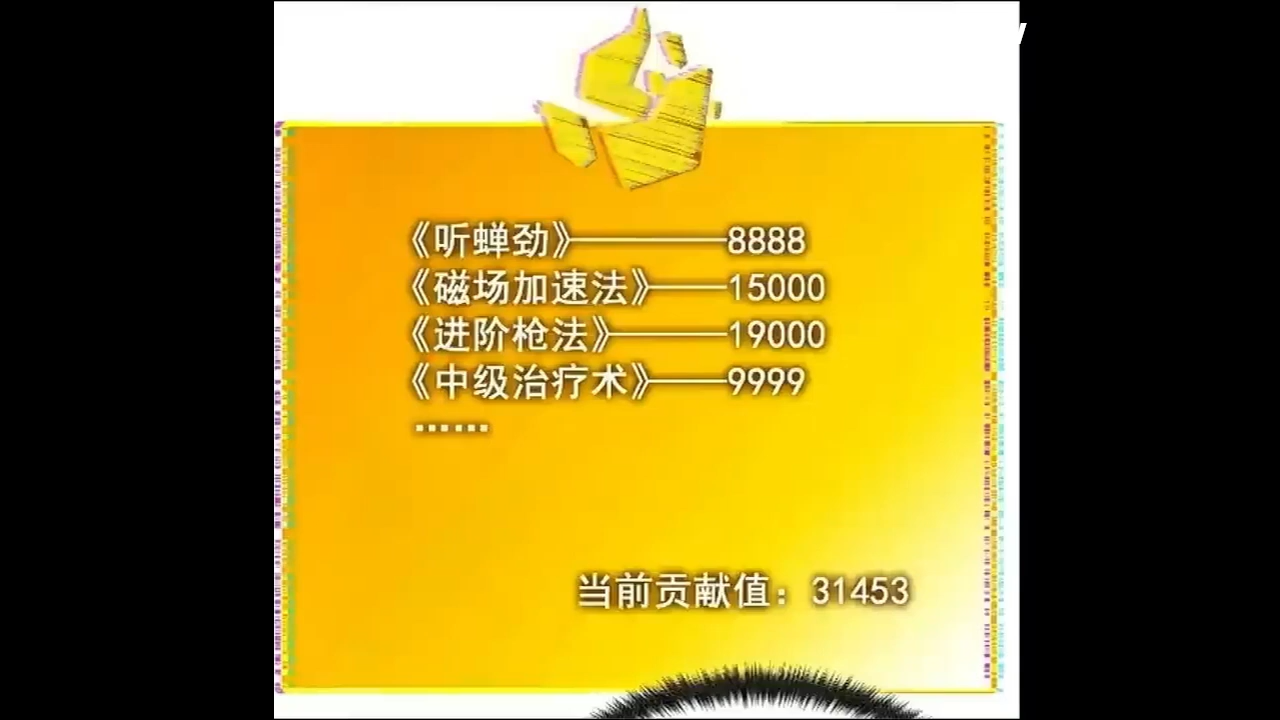 《听蝉劲》————8888
《磁场加速法》——15000
《进阶枪法》———19000
《中级治疗术》——9999
……
当前贡献值：31453